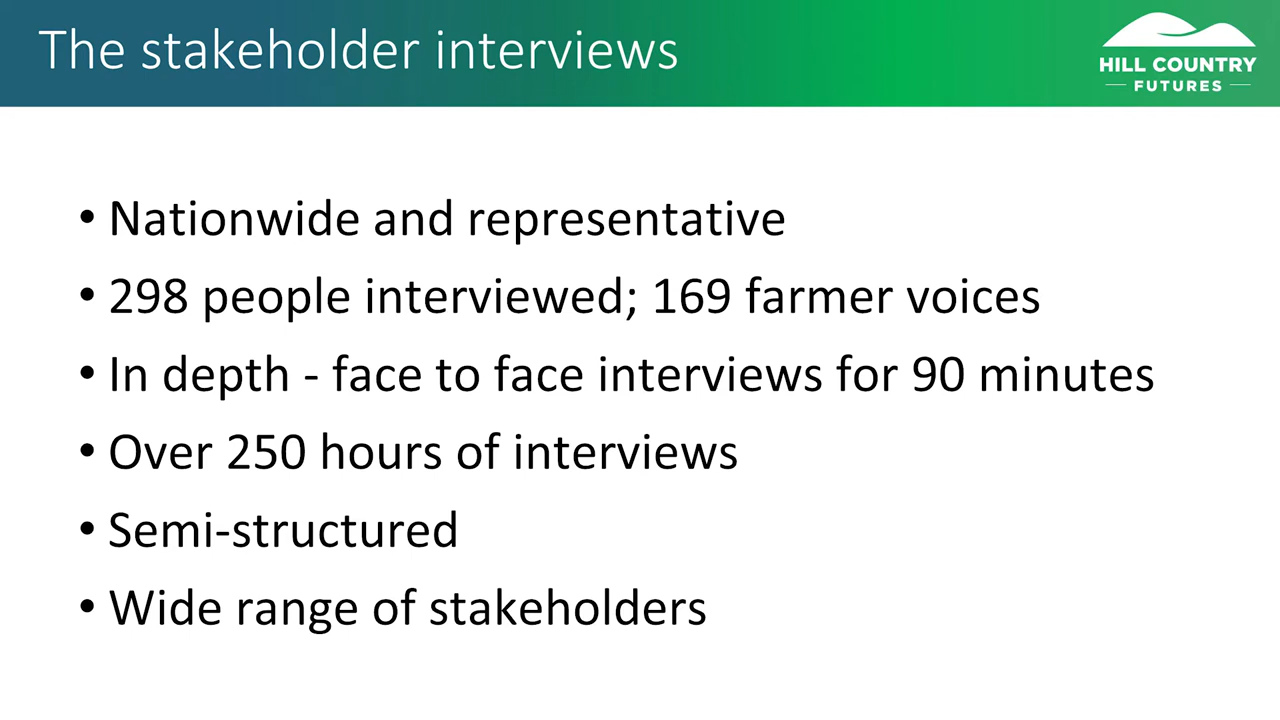 The stakeholder interviews
HILL COUNTRY
FUTURES
• Nationwide and representative
• 298 people interviewed; 169 farmer voices
• In depth - face to face interviews for 90 minutes
• Over 250 hours of interviews
• Semi-structured
• Wide range of stakeholders